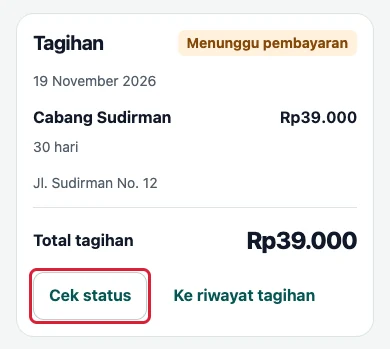 Tagihan
Menunggu pembayaran
19 November 2026
Cabang Sudirman Rp39.000
30 hari
Jl. Sudirman No. 12
Total tagihan Rp39.000
Cek status Ke riwayat tagihan